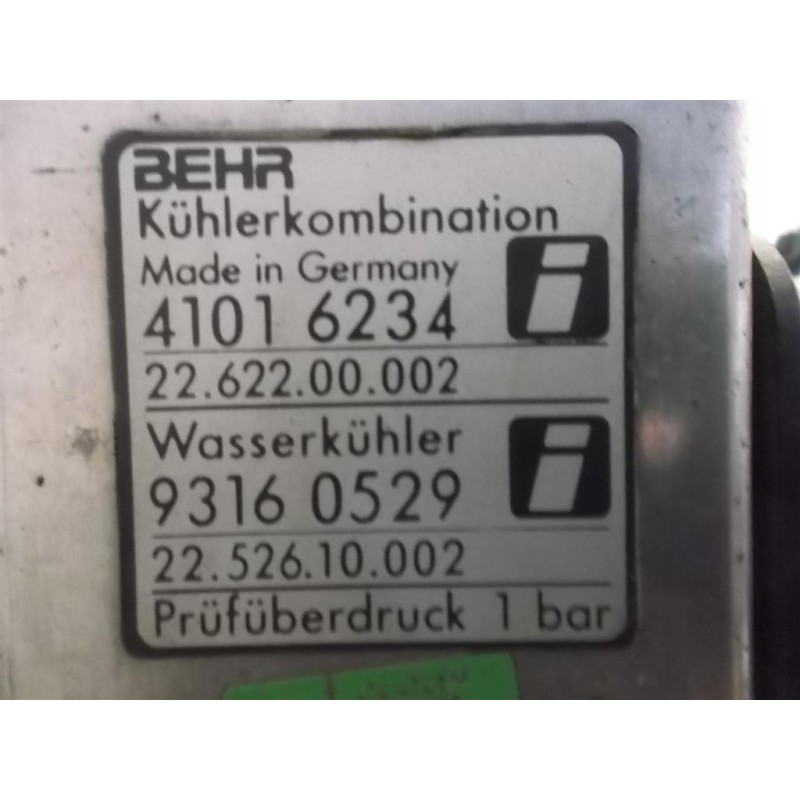 BEHR
Kühlerkombination
Made in Germany
4101 6234
i
22.622.00.002
Wasserkühler
9316 0529
i
22.526.10.002
Prüfüberdruck 1 bar